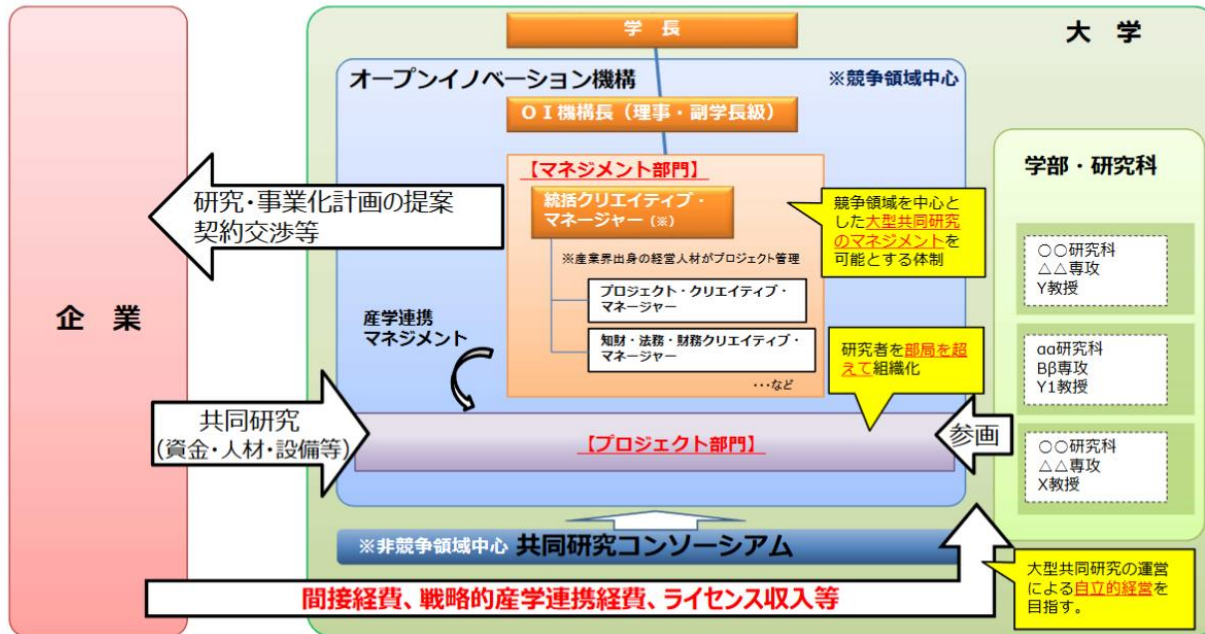 学　長
大　学
オープンイノベーション機構
※競争領域中心
ＯＩ機構長（理事・副学長級）
【マネジメント部門】
統括クリエイティブ・
マネージャー（※）
※産業界出身の経営人材がプロジェクト管理
プロジェクト・クリエイティブ・
マネージャー
知財・法務・財務クリエイティブ・
マネージャー
・・・など
競争領域を中心と
した大型共同研究
のマネジメントを
可能とする体制
学部・研究科
○○研究科
△△専攻
Y教授
αα研究科
Ββ専攻
Y1教授
○○研究科
△△専攻
X教授
研究・事業化計画の提案
契約交渉等
企　業
産学連携
マネジメント
研究者を部局を超
えて組織化
共同研究
(資金・人材・設備等)
【プロジェクト部門】
参画
※非競争領域中心 共同研究コンソーシアム
間接経費、戦略的産学連携経費、ライセンス収入等
大型共同研究の運営
による自立的経営を
目指す。